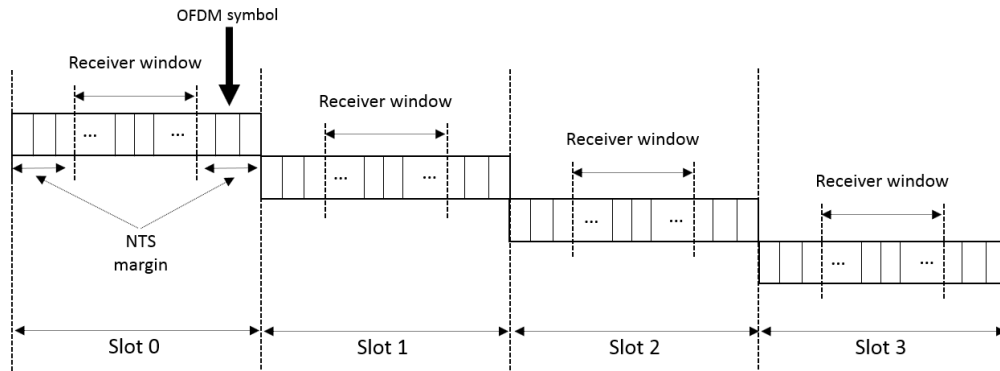 OFDM symbol
Receiver window
Receiver window
Receiver window
Receiver window
... ...
... ...
... ...
... ...
NTS
margin
Slot 0
Slot 1
Slot 2
Slot 3